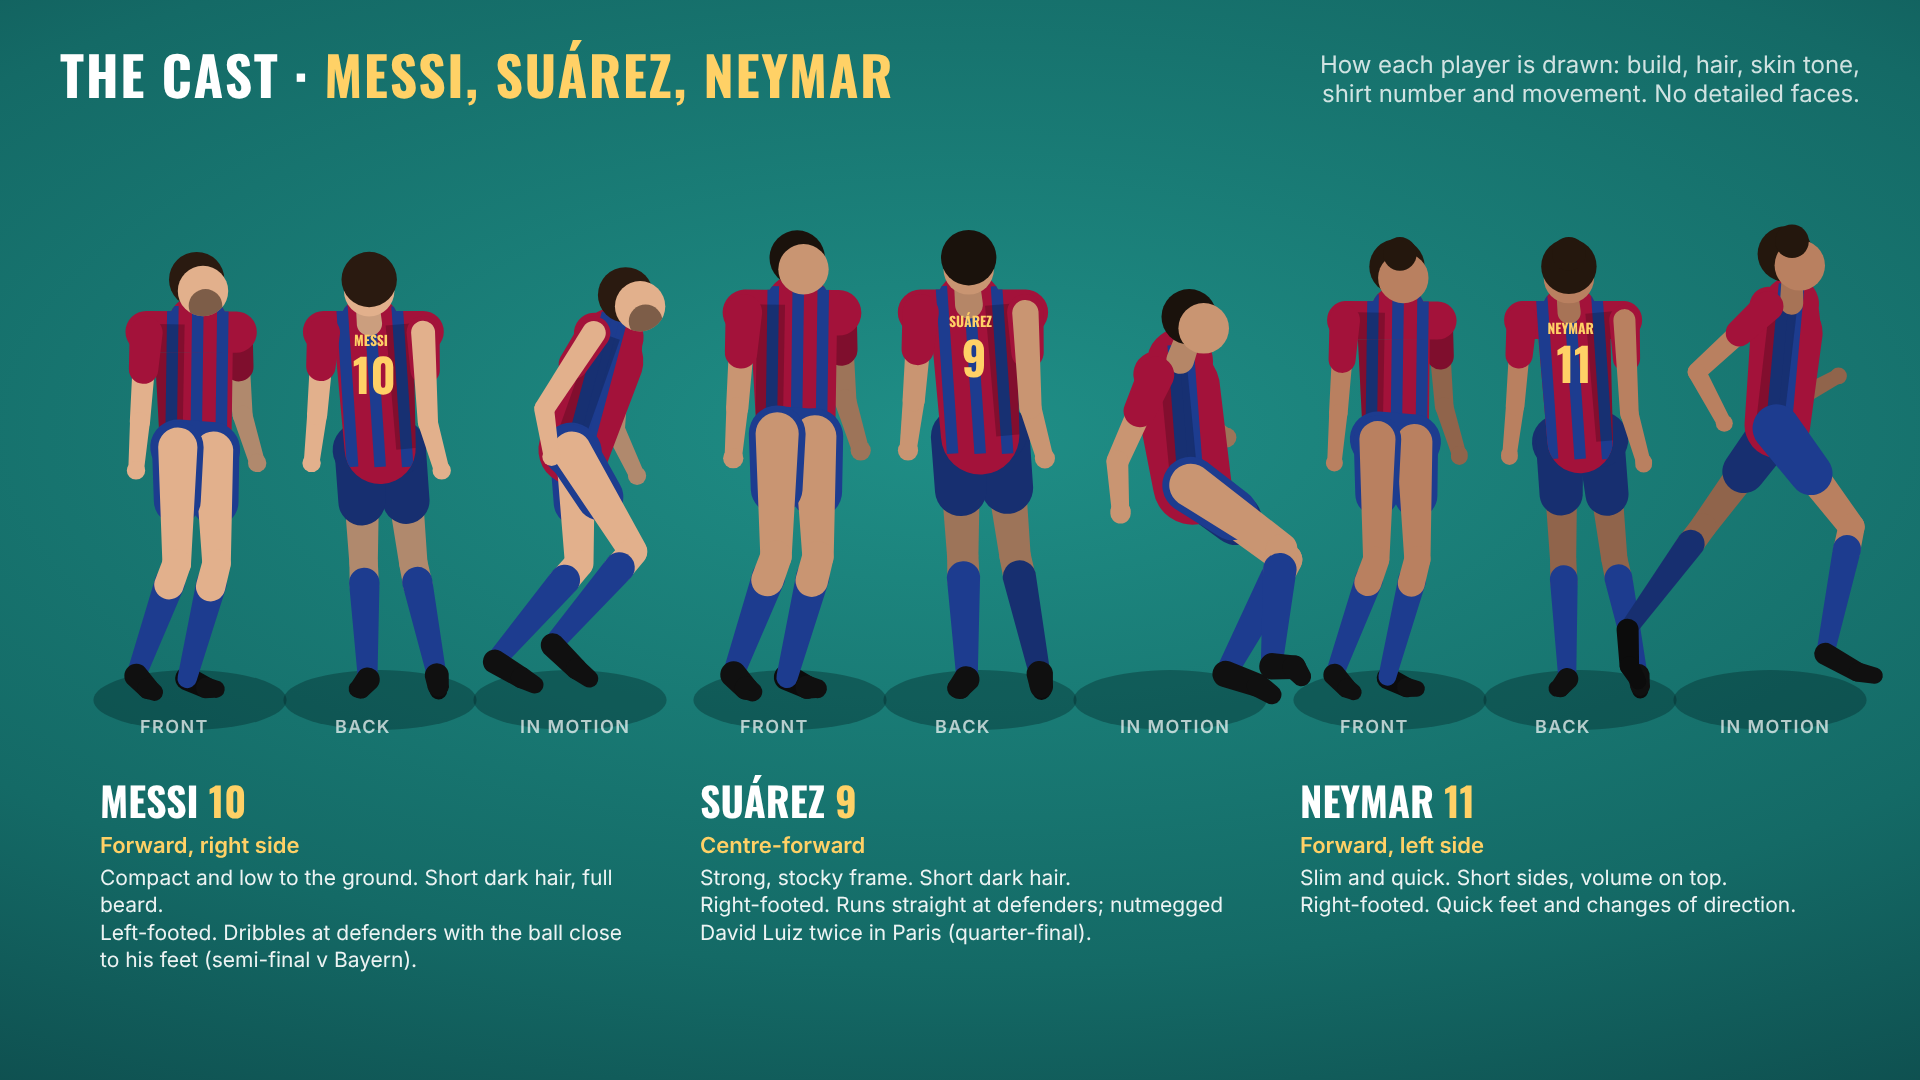 THE CAST · MESSI, SUÁREZ, NEYMAR
How each player is drawn: build, hair, skin tone,
shirt number and movement. No detailed faces.
MESSI
10
SUÁREZ
9
NEYMAR
11
FRONT
BACK
IN MOTION
FRONT
BACK
IN MOTION
FRONT
BACK
IN MOTION
MESSI 10
Forward, right side
Compact and low to the ground. Short dark hair, full
beard.
Left-footed. Dribbles at defenders with the ball close
to his feet (semi-final v Bayern).
SUÁREZ 9
Centre-forward
Strong, stocky frame. Short dark hair.
Right-footed. Runs straight at defenders; nutmegged
David Luiz twice in Paris (quarter-final).
NEYMAR 11
Forward, left side
Slim and quick. Short sides, volume on top.
Right-footed. Quick feet and changes of direction.